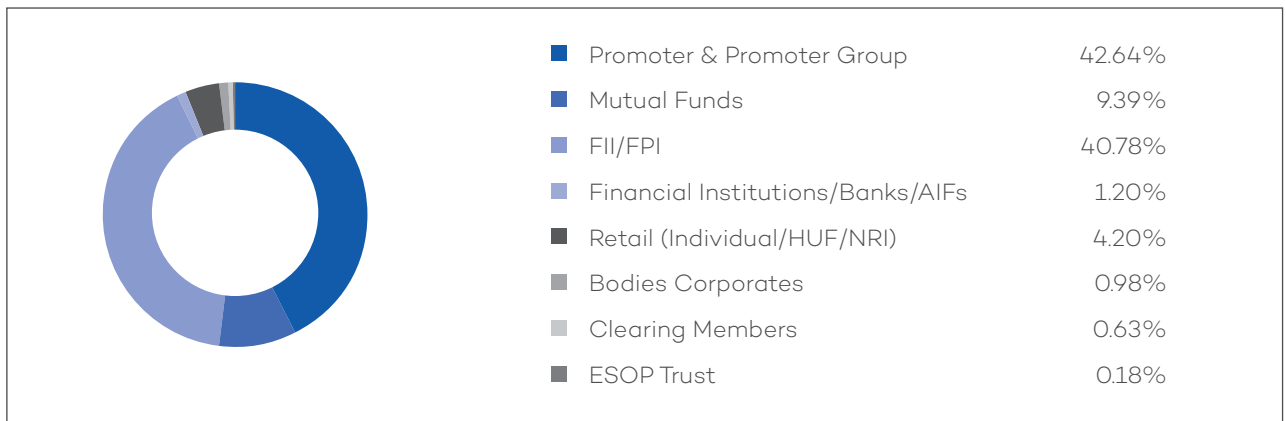 Promoter & Promoter Group 42.64%
Mutual Funds 9.39%
FII/FPI 40.78%
Financial Institutions/Banks/AIFs 1.20%
Retail (Individual/HUF/NRI) 4.20%
Bodies Corporates 0.98%
Clearing Members 0.63%
ESOP Trust 0.18%